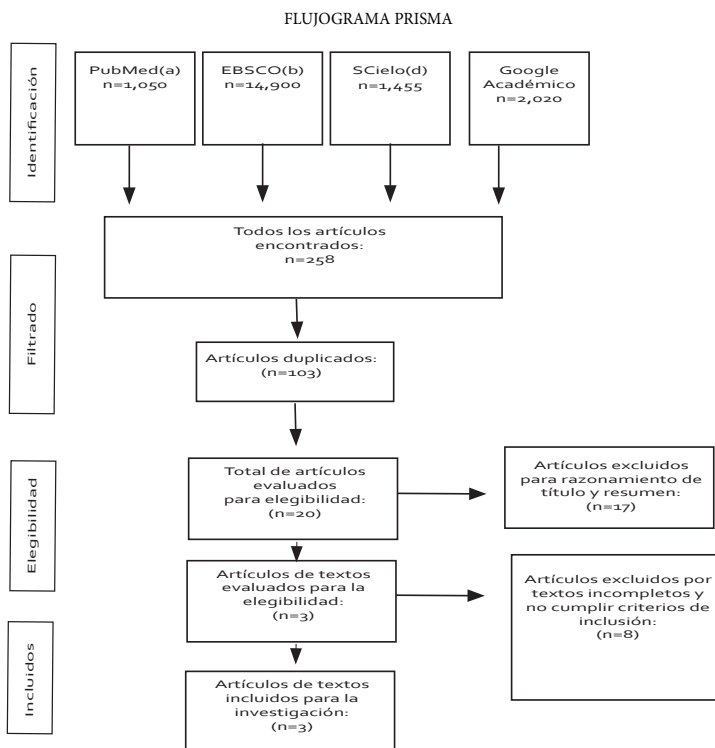 FLUJOGRAMA PRISMA
Identificación
PubMed(a)
n=1,050
EBSCO(b)
n=14,900
SCielo(d)
n=1,455
Google
Académico
n=2,020
Filtrado
Todos los artículos
encontrados:
n=258
Artículos duplicados:
(n=103)
Elegibilidad
Total de artículos
evaluados
para elegibilidad:
(n=20)
Artículos excluidos
para razonamiento de
título y resumen:
(n=17)
Artículos de textos
evaluados para la
elegibilidad:
(n=3)
Artículos excluidos por
textos incompletos y
no cumplir criterios de
inclusión:
(n=8)
Incluidos
Artículos de textos
incluidos para la
investigación:
(n=3)